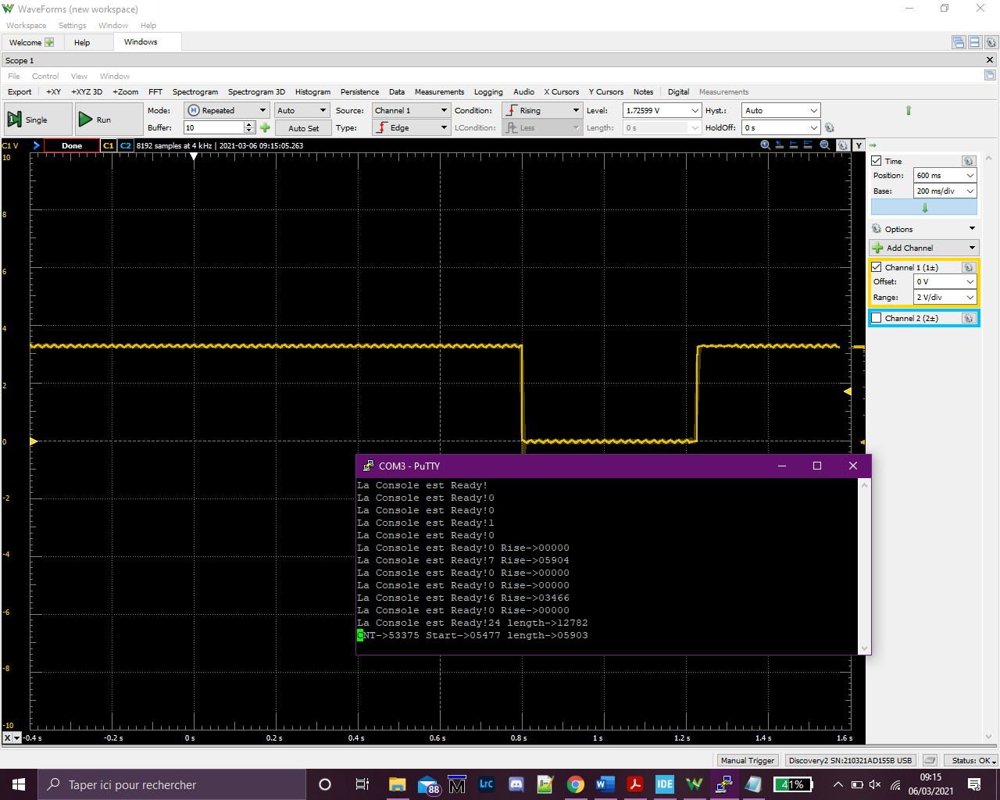 WaveForms (new workspace)
Workspace Settings Window Help
Welcome Help Windows
Scope 1
File Control View Window
Export +XY +XYZ 3D +Zoom FFT Spectrogram Spectrogram 3D Histogram Persistence Data Measurements Logging Audio X Cursors Y Cursors Notes Digital Measurements
Single Run Mode: Repeated Auto Source: Channel 1 Condition: Rising Level: 1.72599 V Hyst.: Auto
Buffer: 10 Auto Set Type: Edge LCondition: Less Length: 0 s HoldOff: 0 s
C1 V Done C1 C2 8192 samples at 4 kHz | 2021-03-06 09:15:05.263 Y
10
8
6
4
2
0
-2
-4
-6
-8
-10
X -0.4 s -0.2 s 0 s 0.2 s 0.4 s 0.6 s 0.8 s 1 s 1.2 s 1.4 s 1.6 s
Time
Position: 600 ms
Base: 200 ms/div
Options
Add Channel
Channel 1 (1±)
Offset: 0 V
Range: 2 V/div
Channel 2 (2±)
COM3 - PuTTY
La Console est Ready!
La Console est Ready!0
La Console est Ready!0
La Console est Ready!1
La Console est Ready!0
La Console est Ready!0 Rise->00000
La Console est Ready!7 Rise->05904
La Console est Ready!0 Rise->00000
La Console est Ready!0 Rise->00000
La Console est Ready!6 Rise->03466
La Console est Ready!0 Rise->00000
La Console est Ready!24 length->12782
CNT->53375 Start->05477 length->05903
Manual Trigger Discovery2 SN:210321AD155B USB Status: OK
Taper ici pour rechercher
88
Lrc
IDE
41%
09:15
06/03/2021